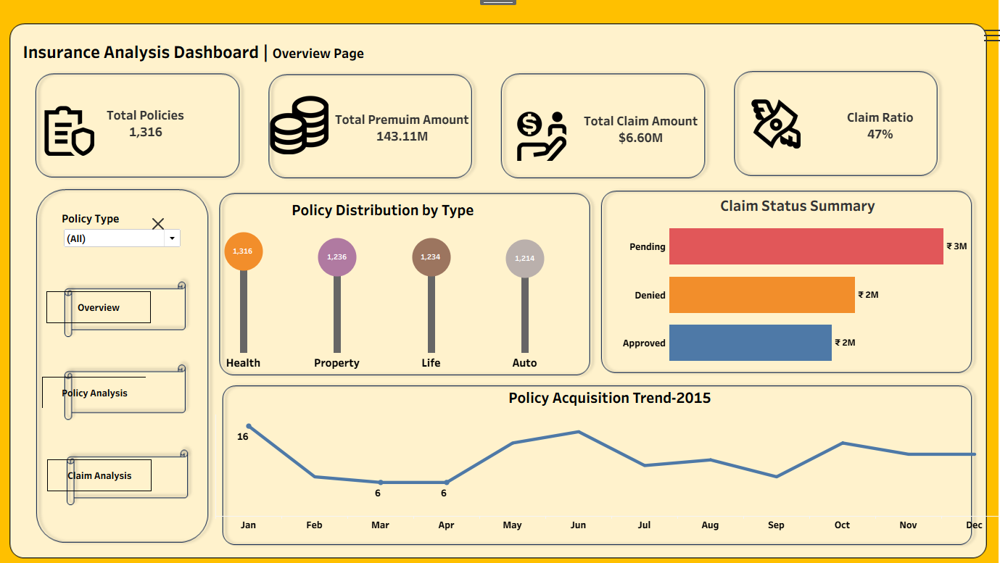 Insurance Analysis Dashboard | Overview Page
Total Policies
1,316
Total Premuim Amount
143.11M
Total Claim Amount
$6.60M
Claim Ratio
47%
Policy Type
(All)
Overview
Policy Analysis
Claim Analysis
Policy Distribution by Type
1,316
1,236
1,234
1,214
Health
Property
Life
Auto
Claim Status Summary
Pending
₹ 3M
Denied
₹ 2M
Approved
₹ 2M
Policy Acquisition Trend-2015
16
6
6
Jan
Feb
Mar
Apr
May
Jun
Jul
Aug
Sep
Oct
Nov
Dec